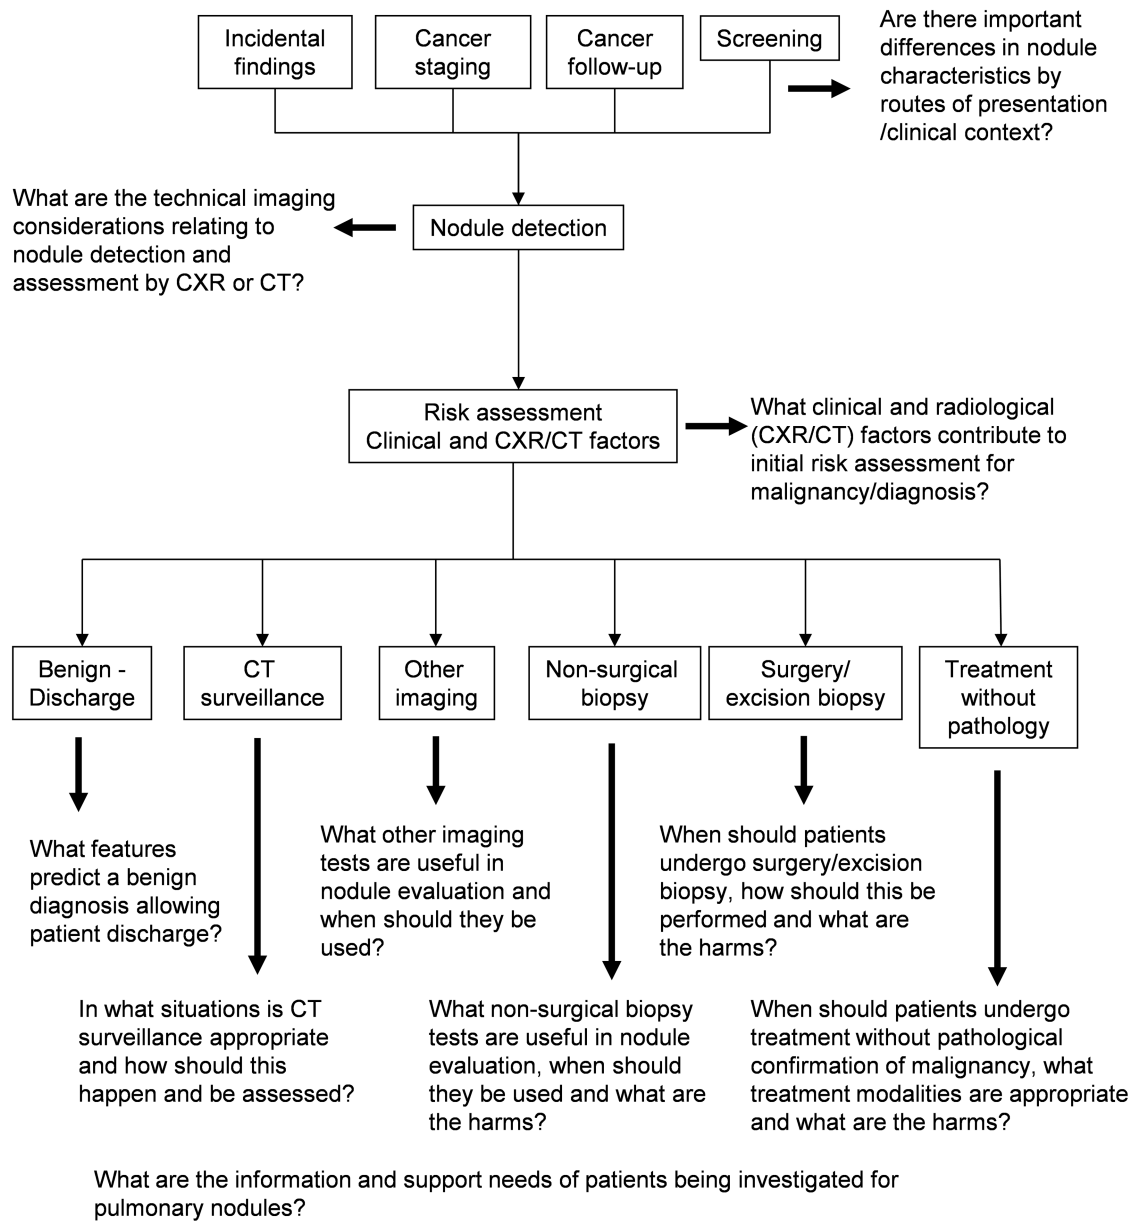 Incidental
findings
Cancer
staging
Cancer
follow-up
Screening
Are there important
differences in nodule
characteristics by
routes of presentation
/clinical context?
What are the technical imaging
considerations relating to
nodule detection and
assessment by CXR or CT?
Nodule detection
Risk assessment
Clinical and CXR/CT factors
What clinical and radiological
(CXR/CT) factors contribute to
initial risk assessment for
malignancy/diagnosis?
Benign -
Discharge
CT
surveillance
Other
imaging
Non-surgical
biopsy
Surgery/
excision biopsy
Treatment
without
pathology
What features
predict a benign
diagnosis allowing
patient discharge?
What other imaging
tests are useful in
nodule evaluation and
when should they be
used?
When should patients
undergo surgery/excision
biopsy, how should this be
performed and what are
the harms?
In what situations is CT
surveillance appropriate
and how should this
happen and be assessed?
What non-surgical biopsy
tests are useful in nodule
evaluation, when should
they be used and what are
the harms?
When should patients undergo
treatment without pathological
confirmation of malignancy, what
treatment modalities are appropriate
and what are the harms?
What are the information and support needs of patients being investigated for
pulmonary nodules?